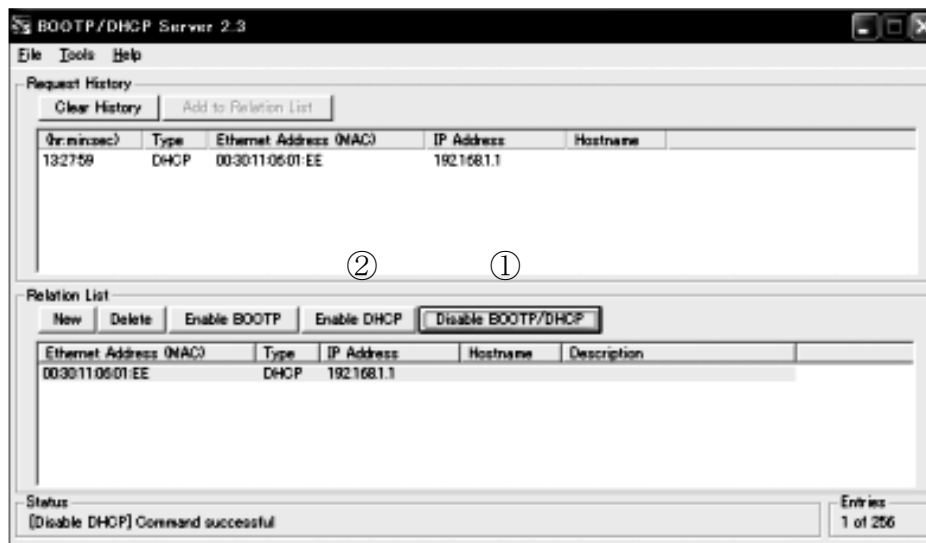 BOOTP/DHCP Server 2.3
File Tools Help
Request History
Clear History Add to Relation List
(hr:min:sec) Type Ethernet Address (MAC) IP Address Hostname
13:27:59 DHCP 00:30:11:06:01:EE 192.168.1.1
② ①
Relation List
New Delete Enable BOOTP Enable DHCP Disable BOOTP/DHCP
Ethernet Address (MAC) Type IP Address Hostname Description
00:30:11:06:01:EE DHCP 192.168.1.1
Status Entries
[Disable DHCP] Command successful 1 of 256